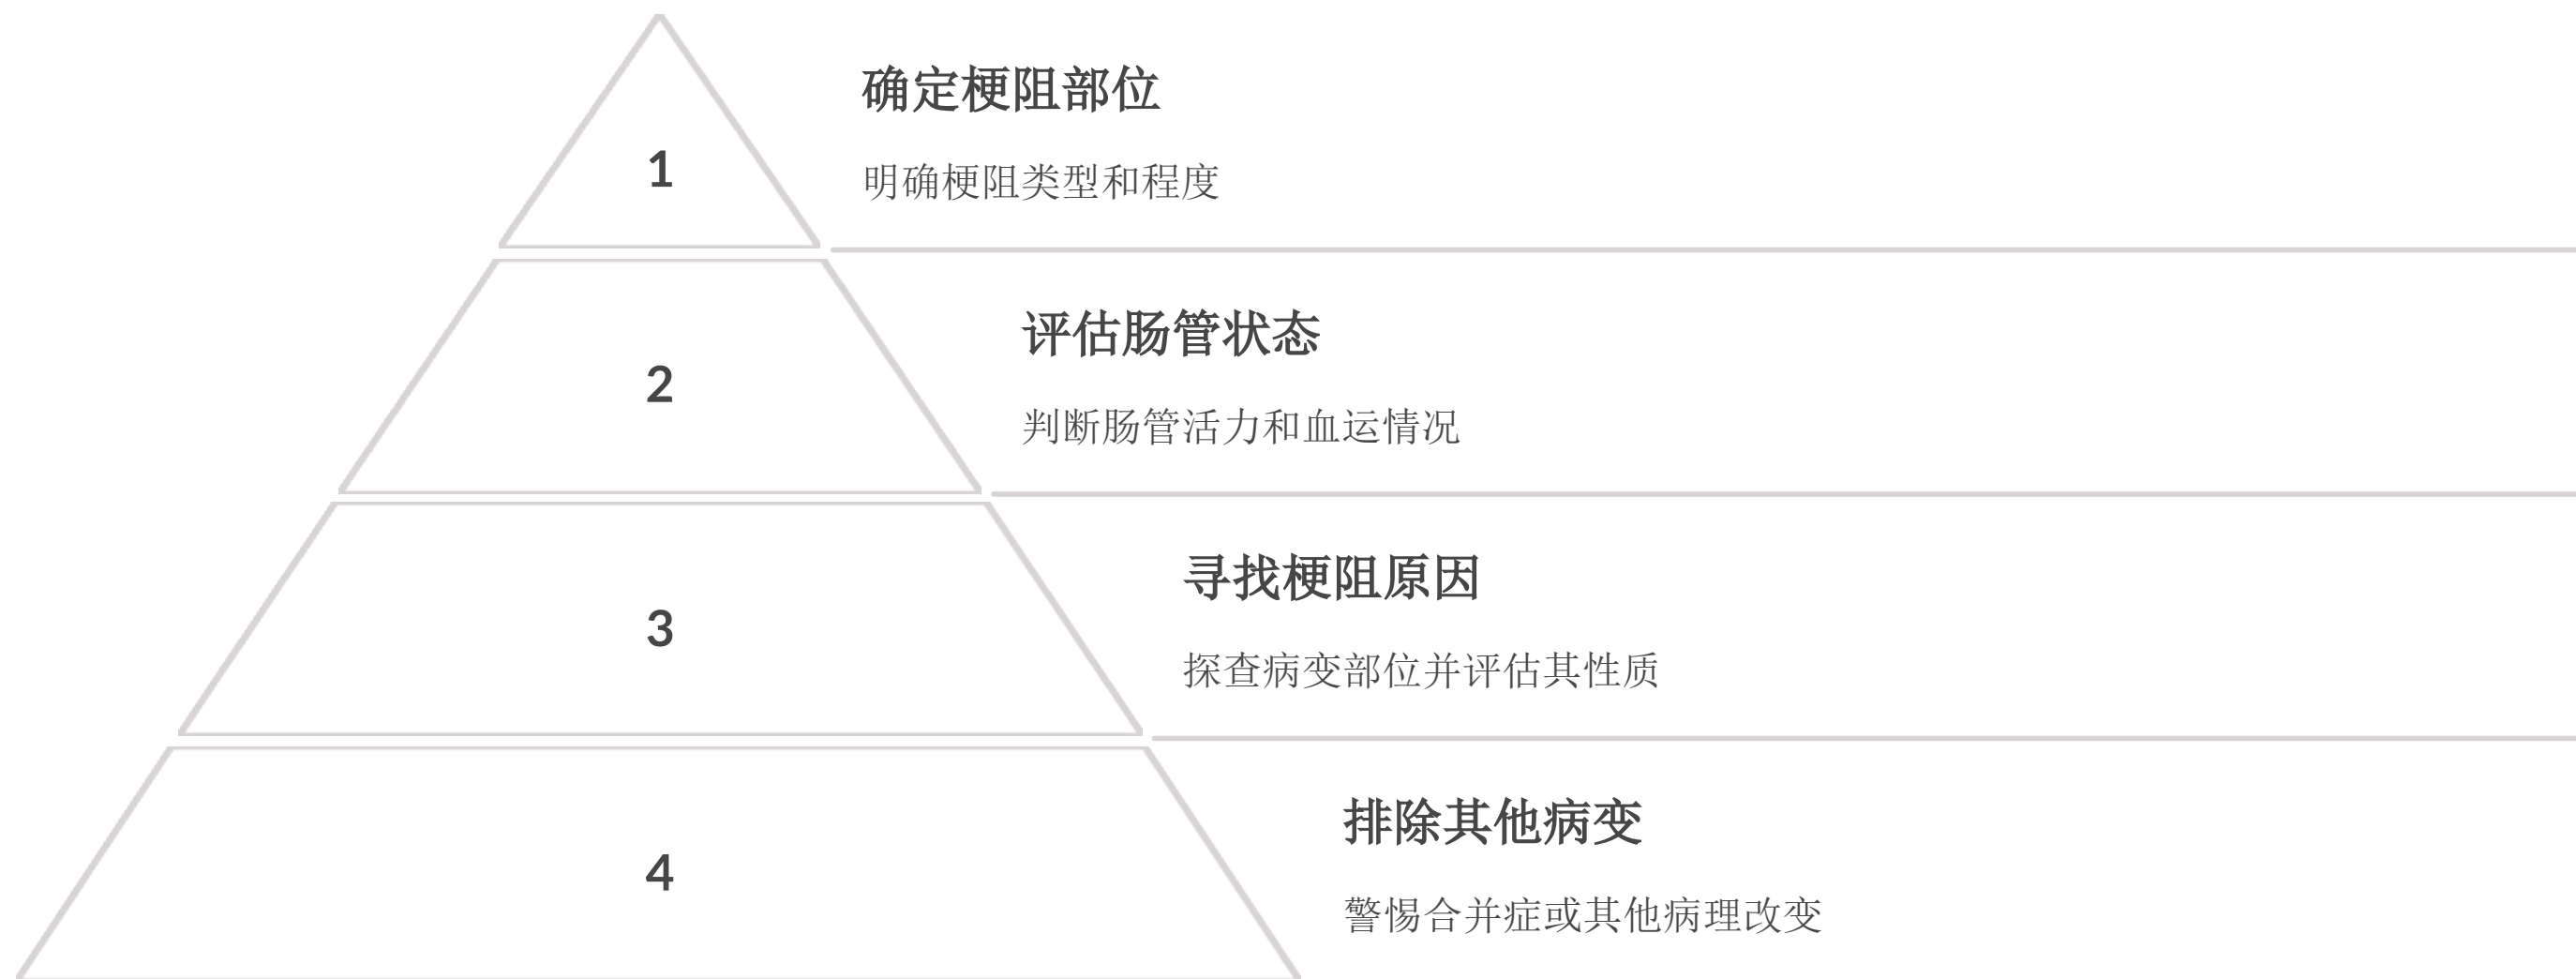 确定梗阻部位
1
明确梗阻类型和程度
评估肠管状态
2
判断肠管活力和血运情况
寻找梗阻原因
3
探查病变部位并评估其性质
排除其他病变
4
警惕合并症或其他病理改变